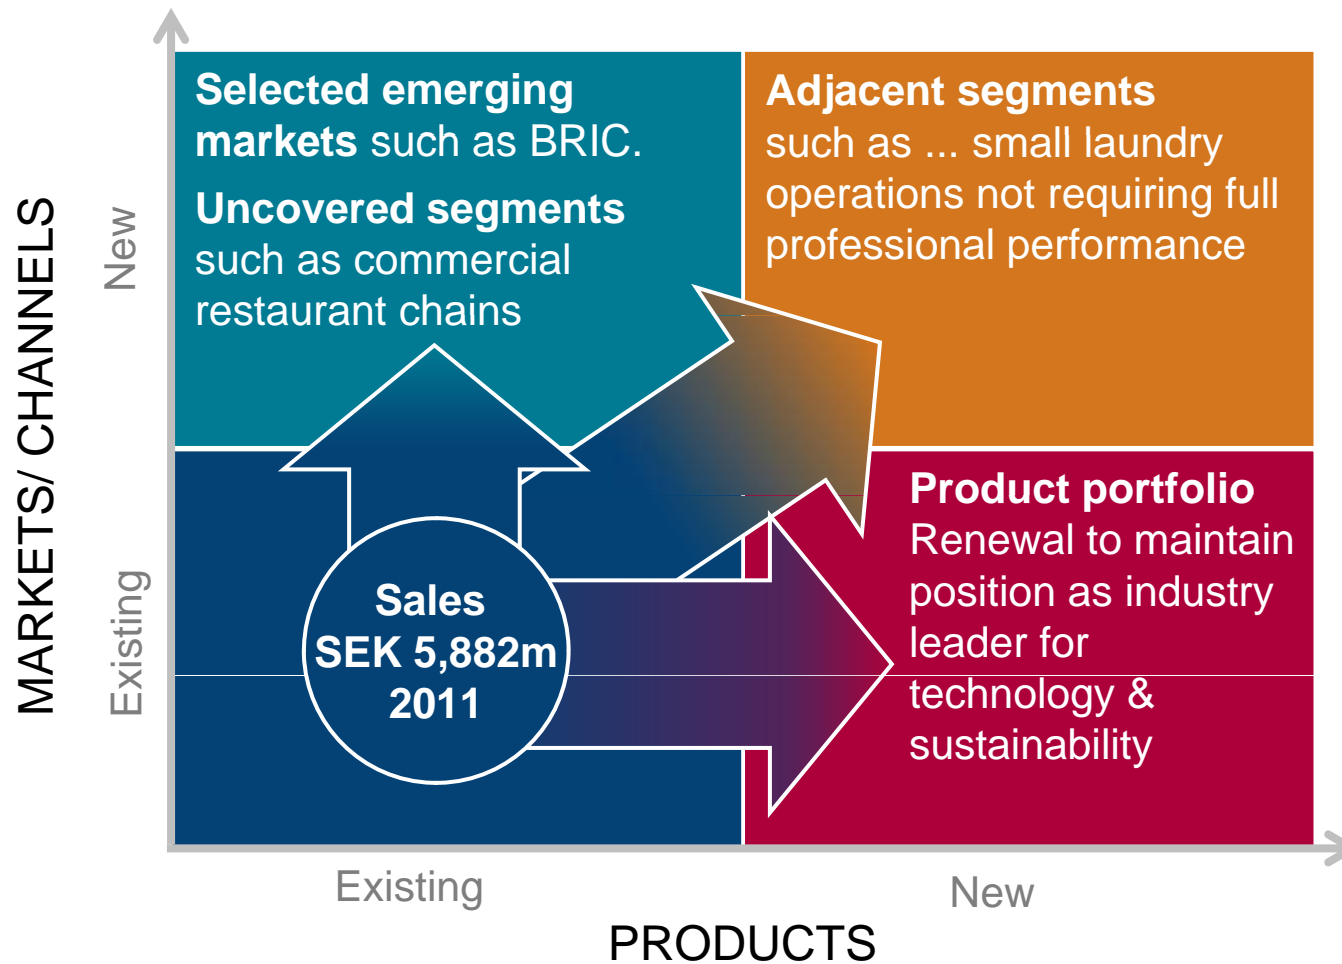 MARKETS/ CHANNELS
New
Existing
Selected emerging
markets such as BRIC.
Uncovered segments
such as commercial
restaurant chains
Adjacent segments
such as ... small laundry
operations not requiring full
professional performance
Sales
SEK 5,882m
2011
Product portfolio
Renewal to maintain
position as industry
leader for
technology &
sustainability
Existing
New
PRODUCTS